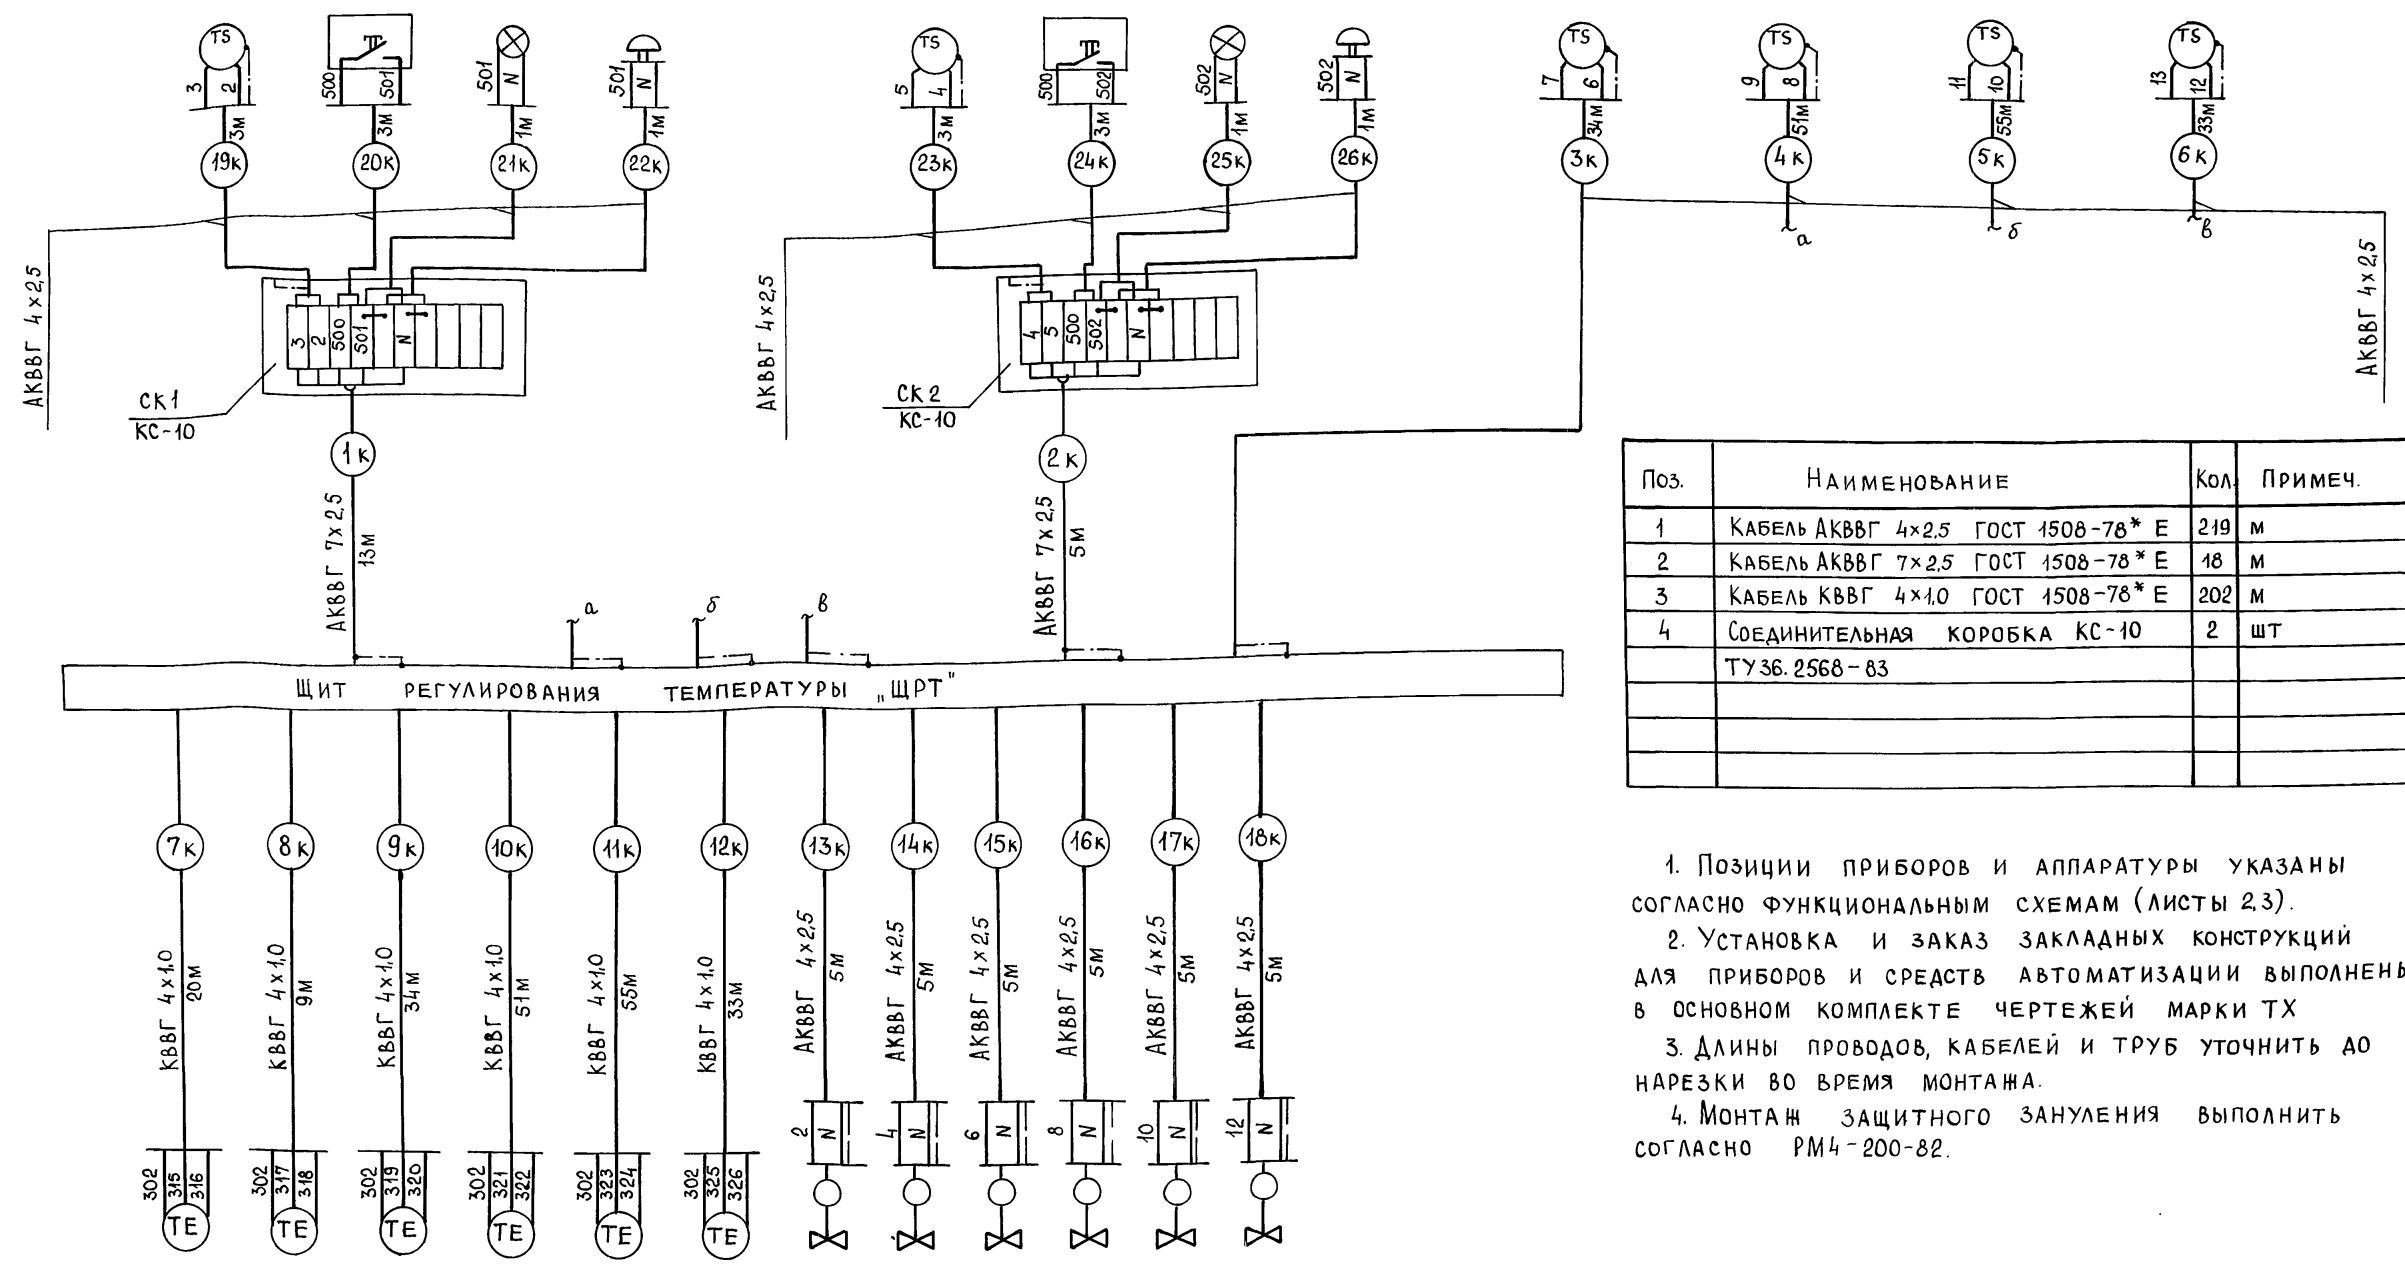 TS
TS
TS
TS
TS
TS
3
2
500
501
501
N
501
N
5
4
500
502
502
N
502
N
7
6
9
8
11
10
13
12
3м
3м
1м
1м
3м
3м
1м
1м
34м
51м
55м
33м
19к
20к
21к
22к
23к
24к
25к
26к
3к
4к
5к
6к
а
б
в
АКВВГ 4×2,5
АКВВГ 4×2,5
АКВВГ 4×2,5
3
2
500
501
N
4
5
500
502
N
СК1
КС-10
СК2
КС-10
1к
2к
АКВВГ 7×2,5
13м
АКВВГ 7×2,5
5м
а
б
в
Щит регулирования температуры „ЩРТ"
7к
8к
9к
10к
11к
12к
13к
14к
15к
16к
17к
18к
КВВГ 4×1,0
20м
КВВГ 4×1,0
9м
КВВГ 4×1,0
34м
КВВГ 4×1,0
51м
КВВГ 4×1,0
55м
КВВГ 4×1,0
33м
АКВВГ 4×2,5
5м
АКВВГ 4×2,5
5м
АКВВГ 4×2,5
5м
АКВВГ 4×2,5
5м
АКВВГ 4×2,5
5м
АКВВГ 4×2,5
5м
302
315
316
302
317
318
302
319
320
302
321
322
302
323
324
302
325
326
2
N
4
N
6
N
8
N
10
N
12
N
ТЕ
ТЕ
ТЕ
ТЕ
ТЕ
ТЕ
Поз. Наименование Кол. Примеч.
1 Кабель АКВВГ 4×2,5 ГОСТ 1508-78* Е 219 м
2 Кабель АКВВГ 7×2,5 ГОСТ 1508-78* Е 18 м
3 Кабель КВВГ 4×1,0 ГОСТ 1508-78* Е 202 м
4 Соединительная коробка КС-10 2 шт
ТУ36.2568-83
1. Позиции приборов и аппаратуры указаны
согласно функциональным схемам (листы 2,3).
2. Установка и заказ закладных конструкций
для приборов и средств автоматизации выполнены
в основном комплекте чертежей марки ТХ
3. Длины проводов, кабелей и труб уточнить до
нарезки во время монтажа.
4. Монтаж защитного зануления выполнить
согласно РМ4-200-82.